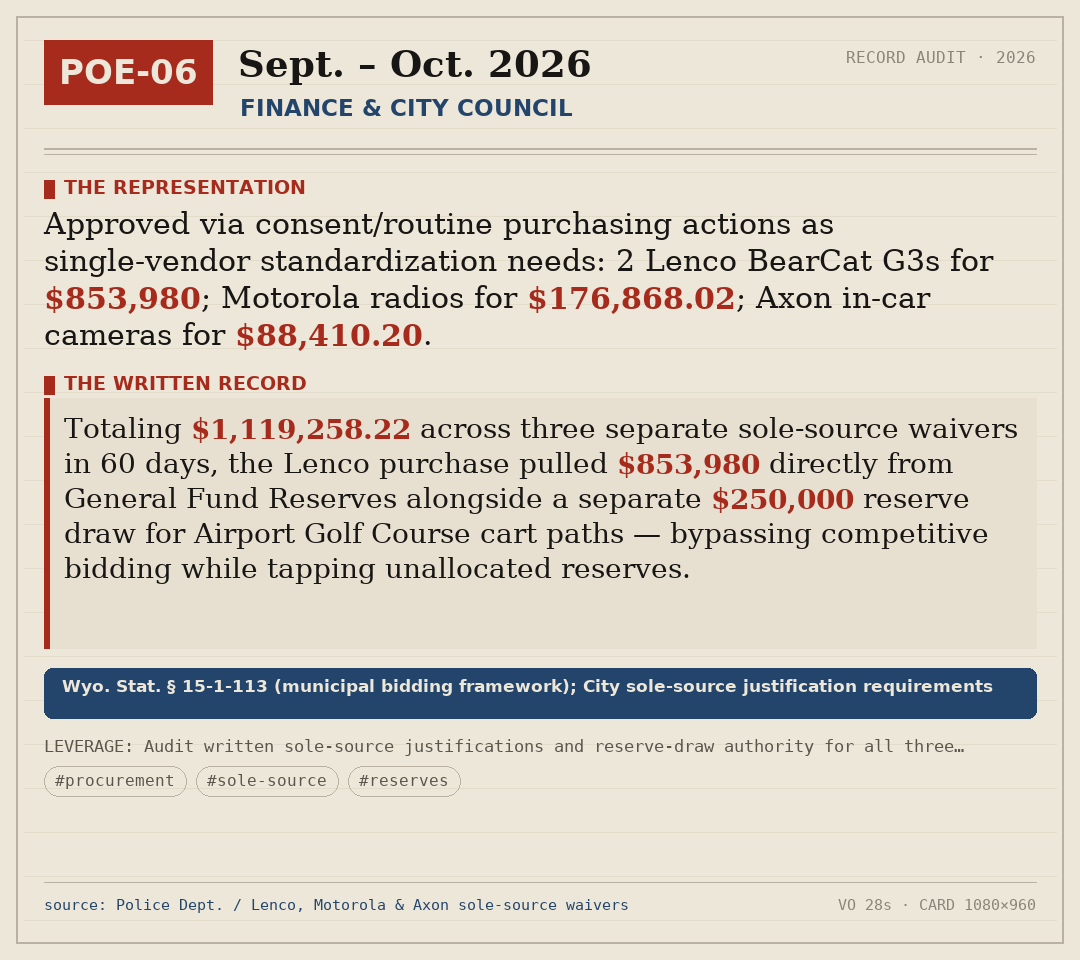 POE-06
Sept. – Oct. 2026
RECORD AUDIT · 2026
FINANCE & CITY COUNCIL
THE REPRESENTATION
Approved via consent/routine purchasing actions as
single-vendor standardization needs: 2 Lenco BearCat G3s for
$853,980; Motorola radios for $176,868.02; Axon in-car
cameras for $88,410.20.
THE WRITTEN RECORD
Totaling $1,119,258.22 across three separate sole-source waivers
in 60 days, the Lenco purchase pulled $853,980 directly from
General Fund Reserves alongside a separate $250,000 reserve
draw for Airport Golf Course cart paths — bypassing competitive
bidding while tapping unallocated reserves.
Wyo. Stat. § 15-1-113 (municipal bidding framework); City sole-source justification requirements
LEVERAGE: Audit written sole-source justifications and reserve-draw authority for all three…
#procurement #sole-source #reserves
source: Police Dept. / Lenco, Motorola & Axon sole-source waivers
VO 28s · CARD 1080×960